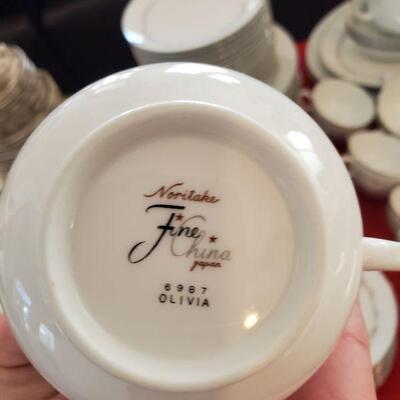 Noritake
Fine
China
Japan
6987
OLIVIA